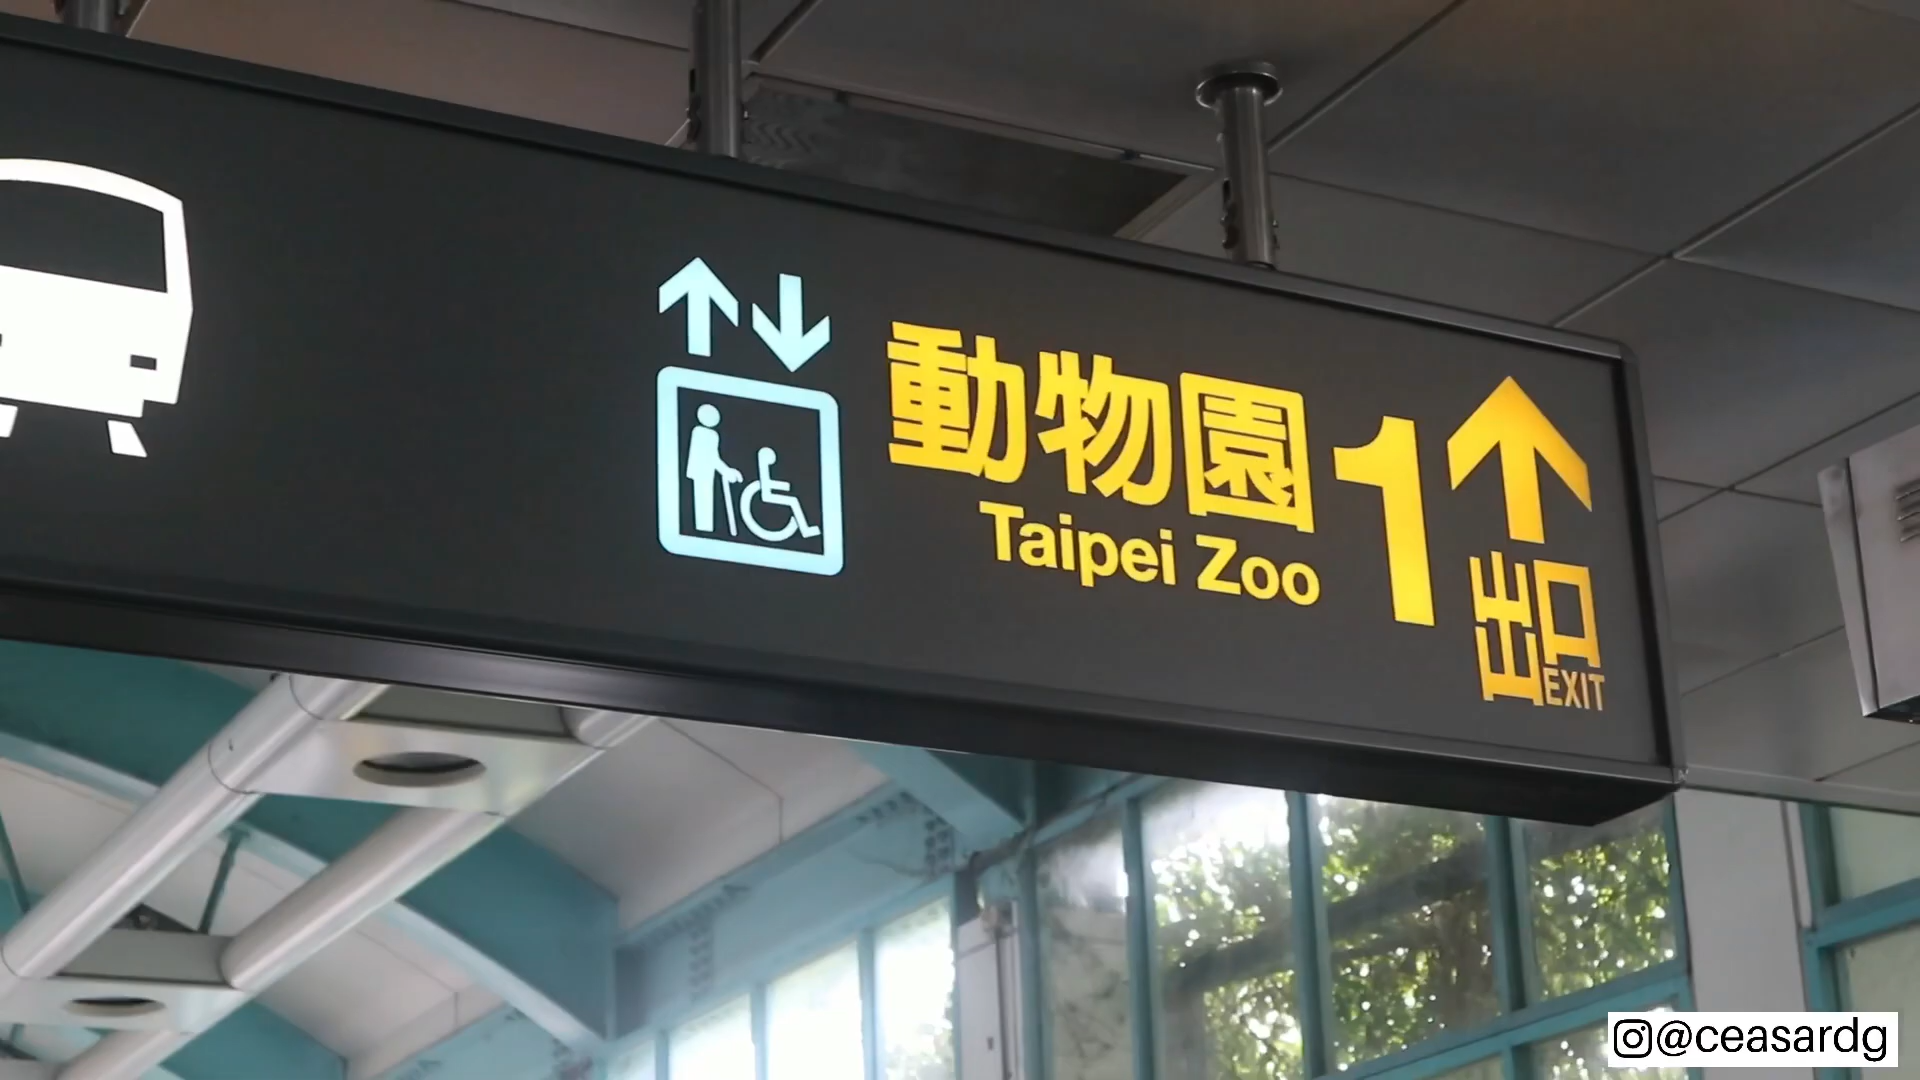 動物園
Taipei Zoo
1
出口
EXIT
@ceasardg